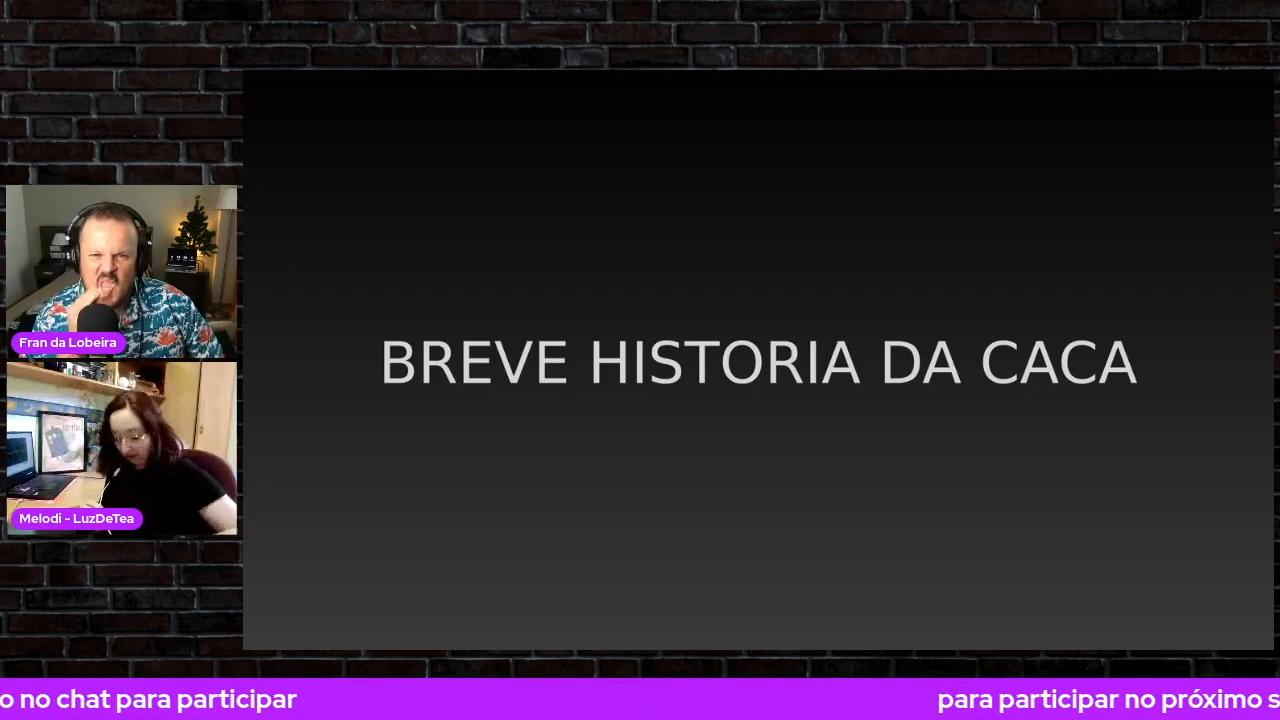 BREVE HISTORIA DA CACA
Fran da Lobeira
Melodi - LuzDeTea
o no chat para participar
para participar no próximo s